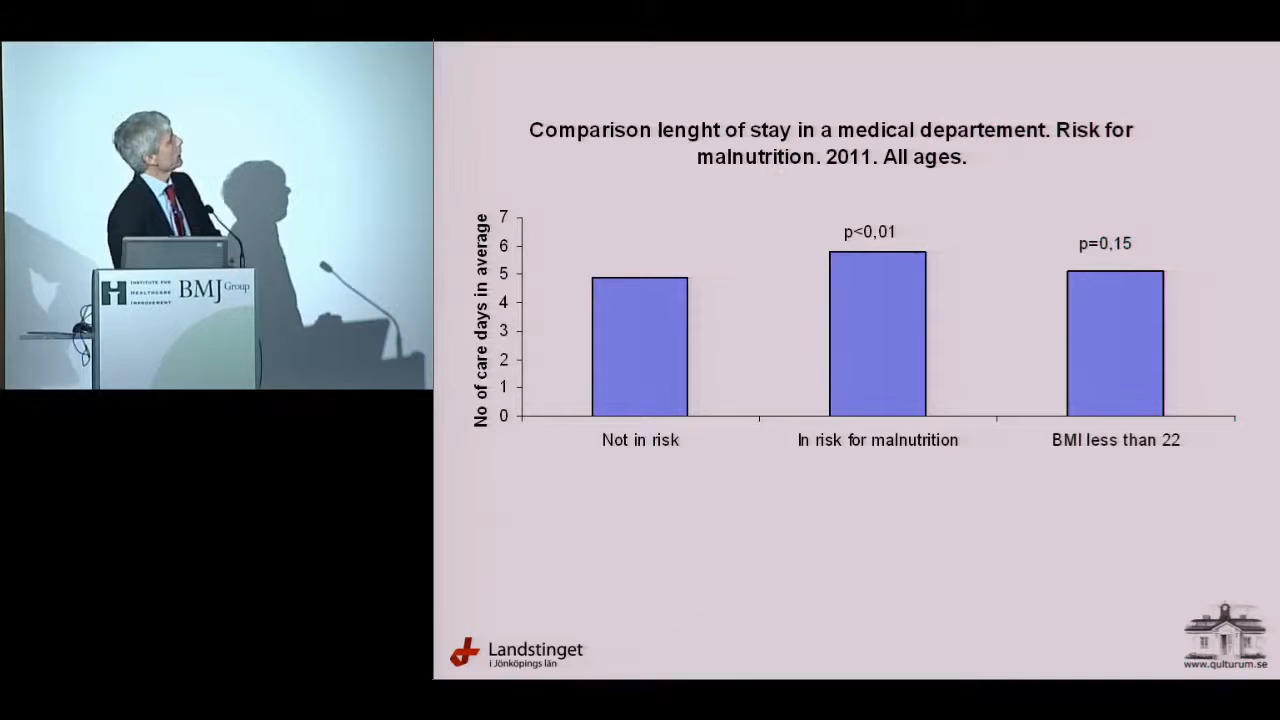 Comparison lenght of stay in a medical departement. Risk for
malnutrition. 2011. All ages.
No of care days in average
7
6
5
4
3
2
1
0
p<0,01
p=0,15
Not in risk
In risk for malnutrition
BMI less than 22
INSTITUTE FOR
HEALTHCARE
IMPROVEMENT
BMJ Group
Landstinget
i Jönköpings län
www.qulturum.se